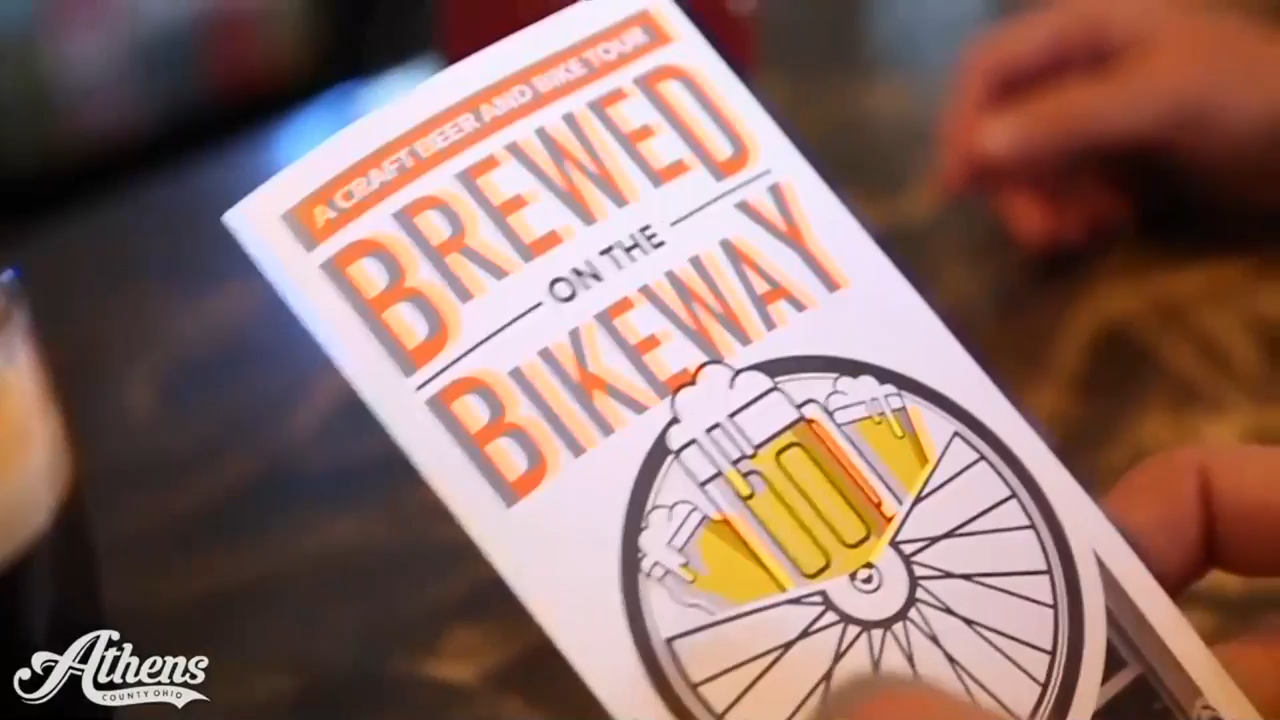 A CRAFT BEER AND BIKE TOUR
BREWED
ON THE
BIKEWAY
Athens
COUNTY OHIO